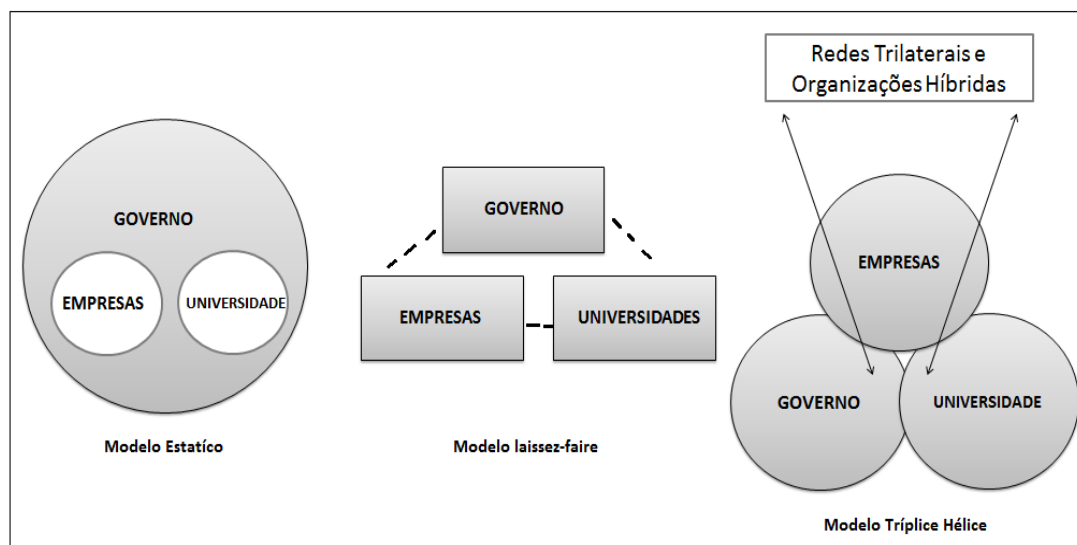 GOVERNO
EMPRESAS
UNIVERSIDADE
Modelo Estatíco
GOVERNO
EMPRESAS
UNIVERSIDADES
Modelo laissez-faire
Redes Trilaterais e
Organizações Híbridas
EMPRESAS
GOVERNO
UNIVERSIDADE
Modelo Tríplice Hélice